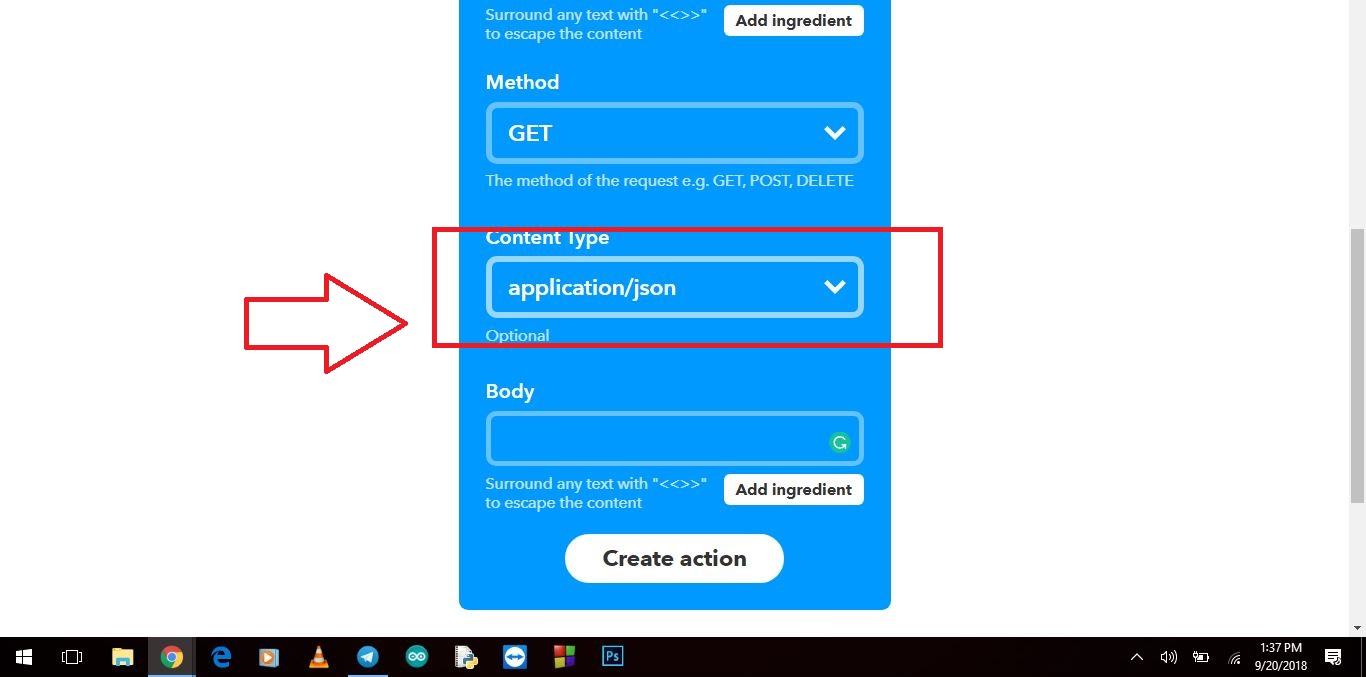 Surround any text with "<<>>"
to escape the content
Add ingredient
Method
GET
The method of the request e.g. GET, POST, DELETE
Content Type
application/json
Optional
Body
Surround any text with "<<>>"
to escape the content
Add ingredient
Create action
Ps
1:37 PM
9/20/2018